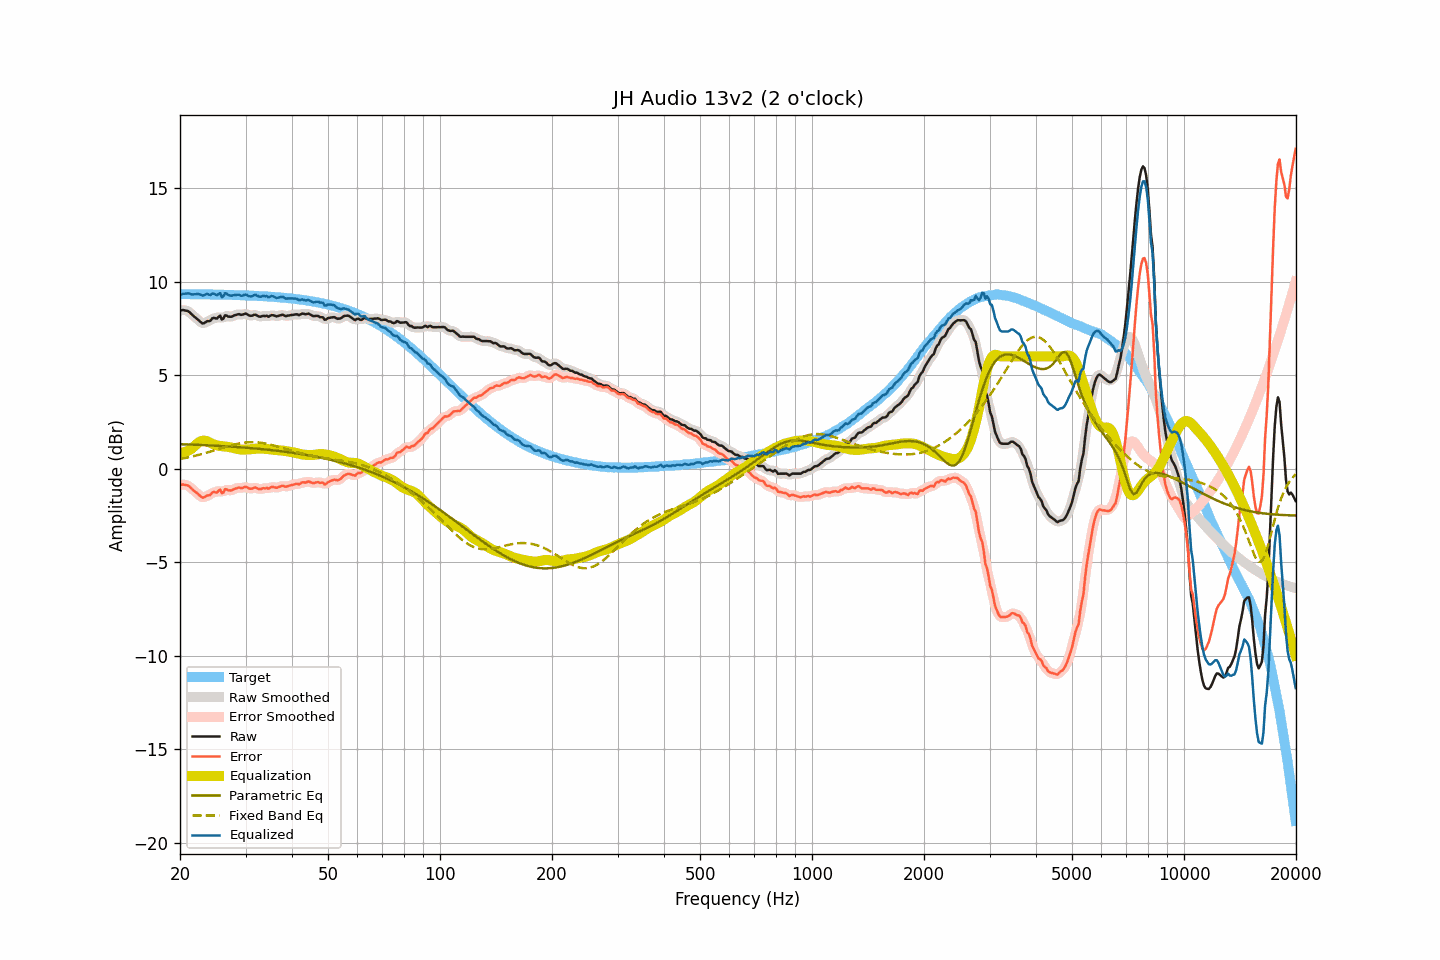 JH Audio 13v2 (2 o'clock)
Amplitude (dBr)
15
10
5
0
−5
−10
−15
−20
Target
Raw Smoothed
Error Smoothed
Raw
Error
Equalization
Parametric Eq
Fixed Band Eq
Equalized
20 50 100 200 500 1000 2000 5000 10000 20000
Frequency (Hz)